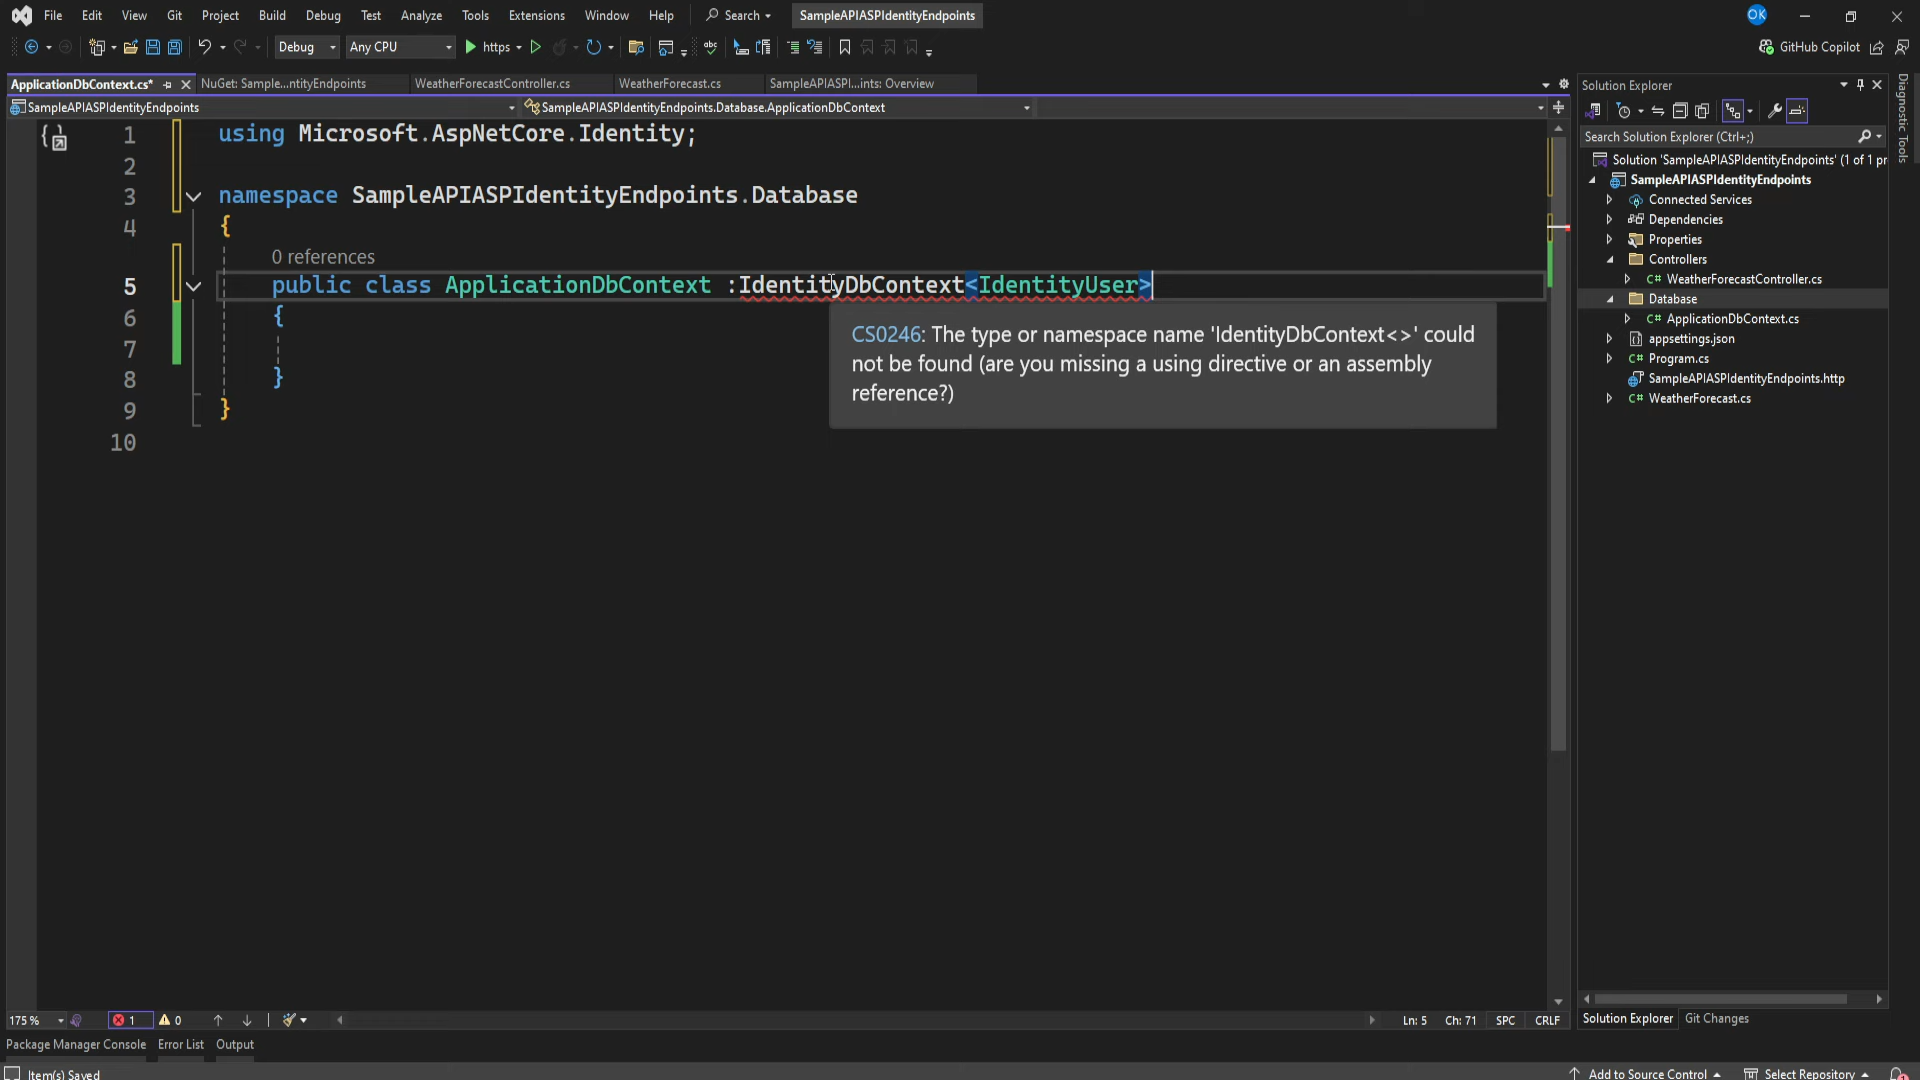 File Edit View Git Project Build Debug Test Analyze Tools Extensions Window Help Search SampleAPIASPIdentityEndpoints OK
Debug Any CPU https GitHub Copilot
ApplicationDbContext.cs* NuGet: Sample...ntityEndpoints WeatherForecastController.cs WeatherForecast.cs SampleAPIASPI...ints: Overview
SampleAPIASPIdentityEndpoints SampleAPIASPIdentityEndpoints.Database.ApplicationDbContext
1 using Microsoft.AspNetCore.Identity;
2
3 namespace SampleAPIASPIdentityEndpoints.Database
4 {
0 references
5 public class ApplicationDbContext :IdentityDbContext<IdentityUser>
6 {
7
8 }
9 }
10
CS0246: The type or namespace name 'IdentityDbContext<>' could
not be found (are you missing a using directive or an assembly
reference?)
Solution Explorer
Search Solution Explorer (Ctrl+;)
Solution 'SampleAPIASPIdentityEndpoints' (1 of 1 pr
SampleAPIASPIdentityEndpoints
Connected Services
Dependencies
Properties
Controllers
C# WeatherForecastController.cs
Database
C# ApplicationDbContext.cs
appsettings.json
C# Program.cs
SampleAPIASPIdentityEndpoints.http
C# WeatherForecast.cs
Diagnostic Tools
175 % 1 0 Ln: 5 Ch: 71 SPC CRLF
Solution Explorer Git Changes
Package Manager Console Error List Output
Item(s) Saved Add to Source Control Select Repository